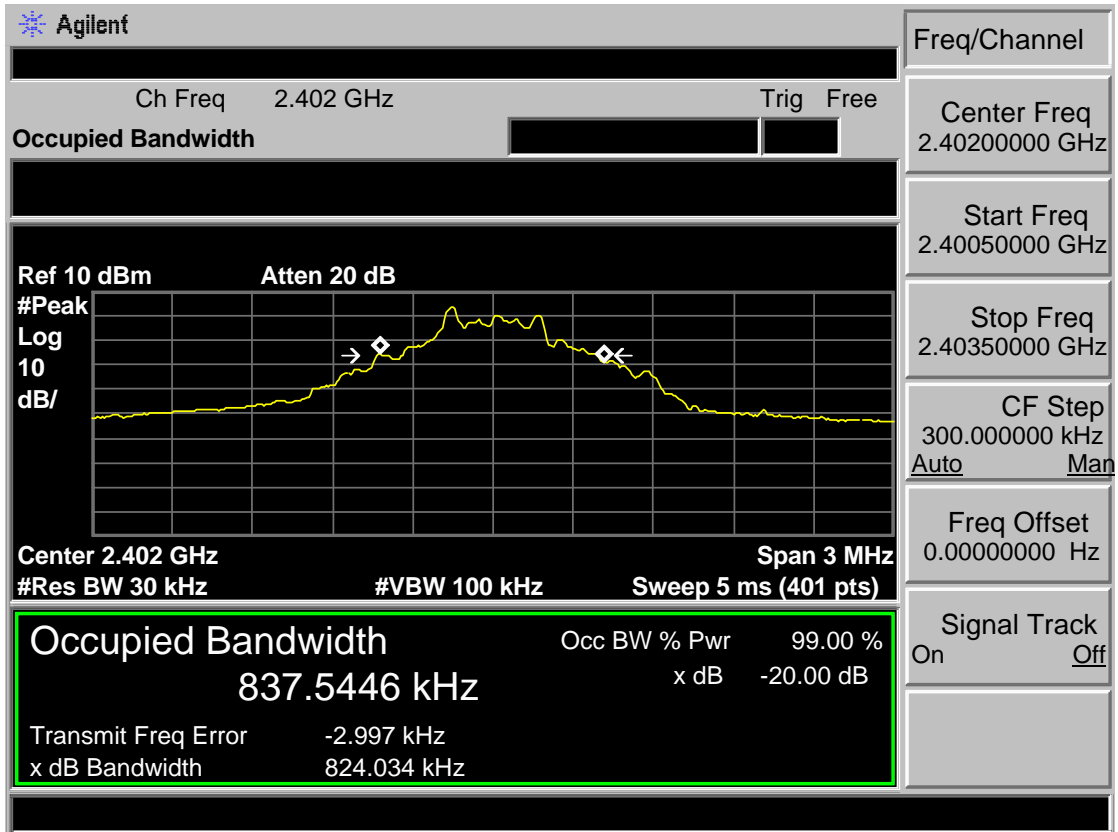 Agilent
Freq/Channel
Ch Freq 2.402 GHz Trig Free
Occupied Bandwidth
Center Freq
2.40200000 GHz
Start Freq
2.40050000 GHz
Stop Freq
2.40350000 GHz
CF Step
300.000000 kHz
Auto Man
Freq Offset
0.00000000 Hz
Signal Track
On Off
Ref 10 dBm Atten 20 dB
#Peak
Log
10
dB/
Center 2.402 GHz Span 3 MHz
#Res BW 30 kHz #VBW 100 kHz Sweep 5 ms (401 pts)
Occupied Bandwidth Occ BW % Pwr 99.00 %
837.5446 kHz x dB -20.00 dB
Transmit Freq Error -2.997 kHz
x dB Bandwidth 824.034 kHz